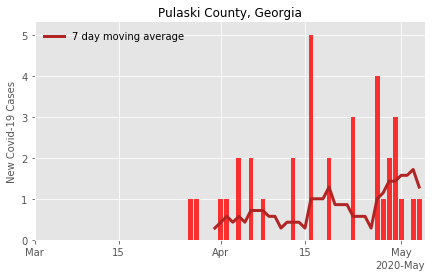 Pulaski County, Georgia
7 day moving average
New Covid-19 Cases
5
4
3
2
1
0
Mar 15 Apr 15 May
2020-May